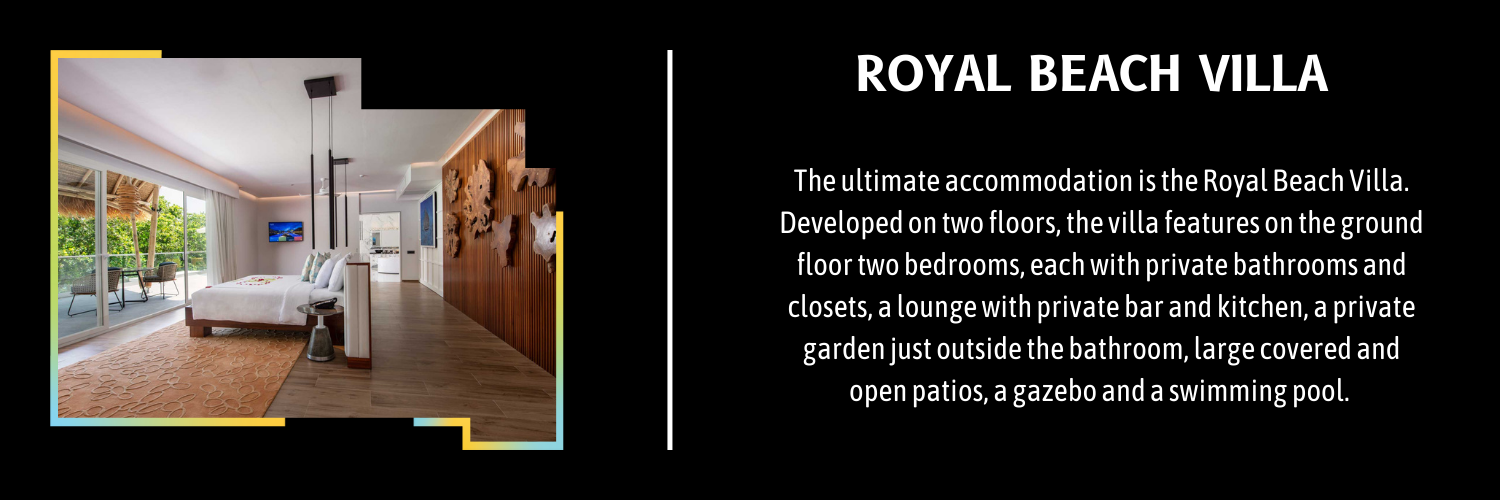 ROYAL BEACH VILLA
The ultimate accommodation is the Royal Beach Villa.
Developed on two floors, the villa features on the ground
floor two bedrooms, each with private bathrooms and
closets, a lounge with private bar and kitchen, a private
garden just outside the bathroom, large covered and
open patios, a gazebo and a swimming pool.